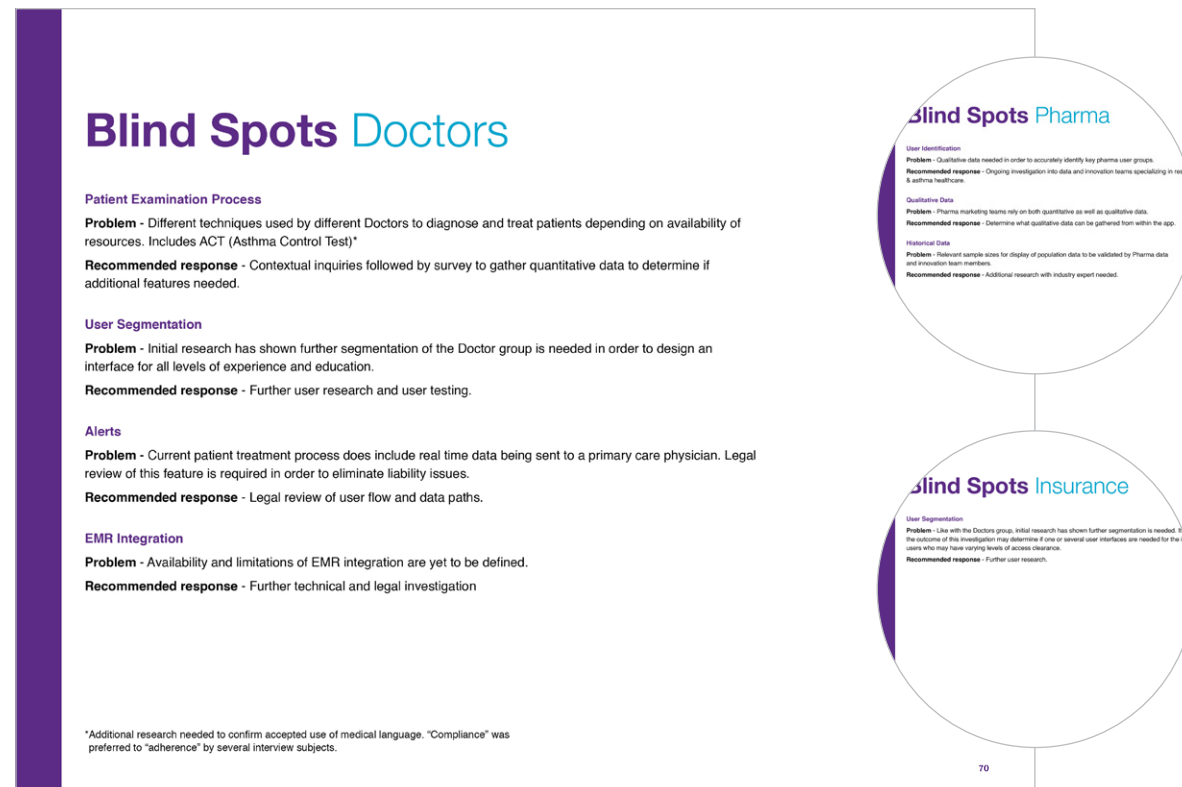 Blind Spots Doctors
Patient Examination Process
Problem - Different techniques used by different Doctors to diagnose and treat patients depending on availability of
resources. Includes ACT (Asthma Control Test)*
Recommended response - Contextual inquiries followed by survey to gather quantitative data to determine if
additional features needed.
User Segmentation
Problem - Initial research has shown further segmentation of the Doctor group is needed in order to design an
interface for all levels of experience and education.
Recommended response - Further user research and user testing.
Alerts
Problem - Current patient treatment process does include real time data being sent to a primary care physician. Legal
review of this feature is required in order to eliminate liability issues.
Recommended response - Legal review of user flow and data paths.
EMR Integration
Problem - Availability and limitations of EMR integration are yet to be defined.
Recommended response - Further technical and legal investigation
*Additional research needed to confirm accepted use of medical language. “Compliance” was
preferred to “adherence” by several interview subjects.
70
Blind Spots Pharma
User Identification
Problem - Qualitative data needed in order to accurately identify key pharma user groups.
Recommended response - Ongoing investigation into data and innovation teams specializing in
& asthma healthcare.
Qualitative Data
Problem - Pharma marketing teams rely on both quantitative as well as qualitative data.
Recommended response - Determine what qualitative data can be gathered from within the app.
Historical Data
Problem - Relevant sample sizes for display of population data to be validated by Pharma data
and innovation team members.
Recommended response - Additional research with industry expert needed.
Blind Spots Insurance
User Segmentation
Problem - Like with the Doctors group, initial research has shown further segmentation is needed.
the outcome of this investigation may determine if one or several user interfaces are needed for the
users who may have varying levels of access clearance.
Recommended response - Further user research.